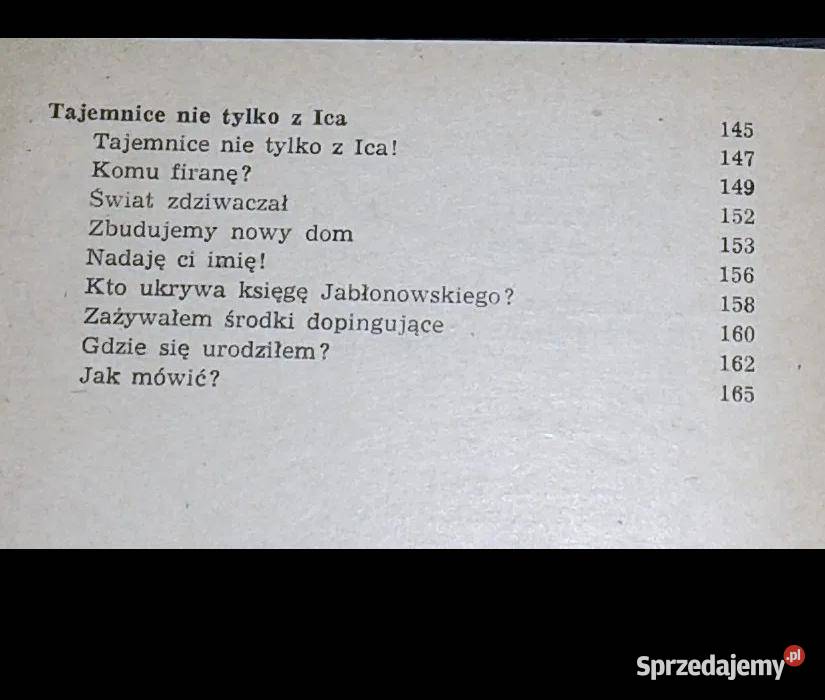 Tajemnice nie tylko z Ica 145
Tajemnice nie tylko z Ica! 147
Komu firanę? 149
Świat zdziwaczał 152
Zbudujemy nowy dom 153
Nadaję ci imię! 156
Kto ukrywa księgę Jabłonowskiego? 158
Zażywałem środki dopingujące 160
Gdzie się urodziłem? 162
Jak mówić? 165
Sprzedajemy.pl